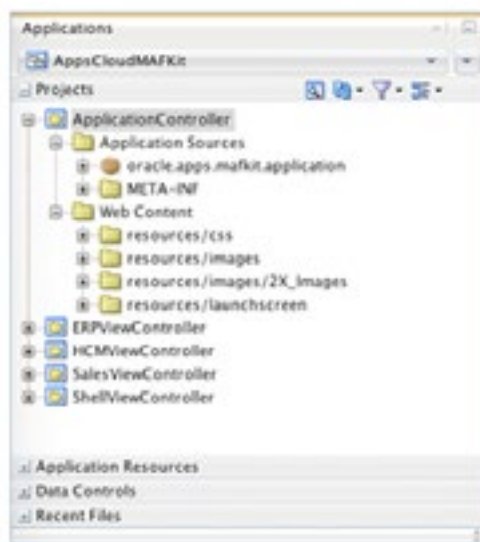 Applications
AppsCloudMAFKit
Projects
ApplicationController
Application Sources
oracle.apps.mafkit.application
META-INF
Web Content
resources/css
resources/images
resources/images/2X_Images
resources/launchscreen
ERPViewController
HCMViewController
SalesViewController
ShellViewController
Application Resources
Data Controls
Recent Files